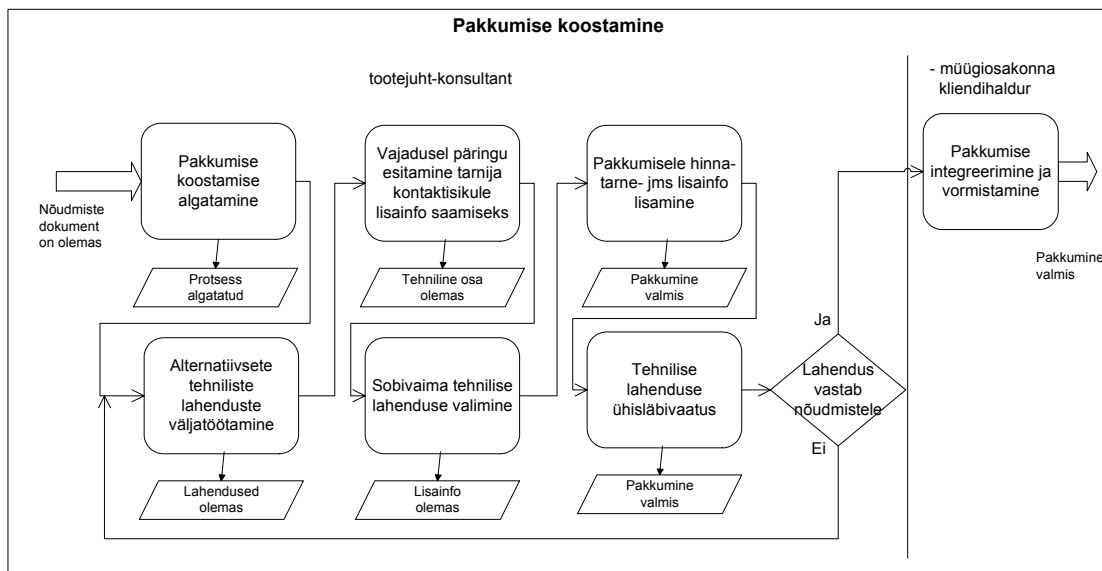 Pakkumise koostamine
tootejuht-konsultant
- müügiosakonna
kliendihaldur
Nõudmiste
dokument
on olemas
Pakkumise
koostamise
algatamine
Vajadusel päringu
esitamine tarnija
kontaktisikule
lisainfo saamiseks
Pakkumisele hinna-
tarne- jms lisainfo
lisamine
Pakkumise
integreerimine ja
vormistamine
Pakkumine
valmis
Protsess
algatatud
Tehniline osa
olemas
Pakkumine
valmis
Alternatiivsete
tehniliste
lahenduste
väljatöötamine
Sobivaima tehnilise
lahenduse valimine
Tehnilise
lahenduse
ühisläbivaatus
Ja
Lahendus
vastab
nõudmistele
Ei
Lahendused
olemas
Lisainfo
olemas
Pakkumine
valmis